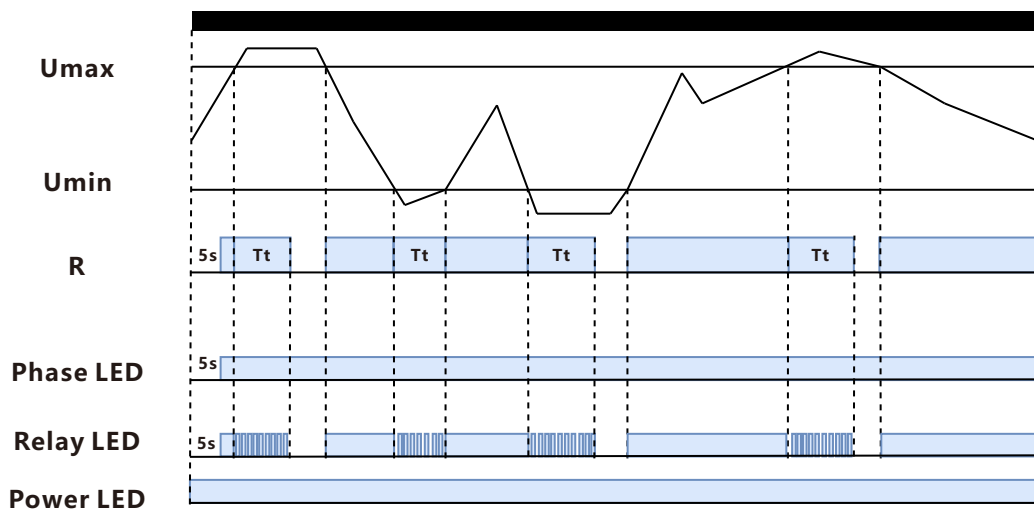 Umax
Umin
R 5s Tt Tt Tt Tt
Phase LED 5s
Relay LED 5s
Power LED